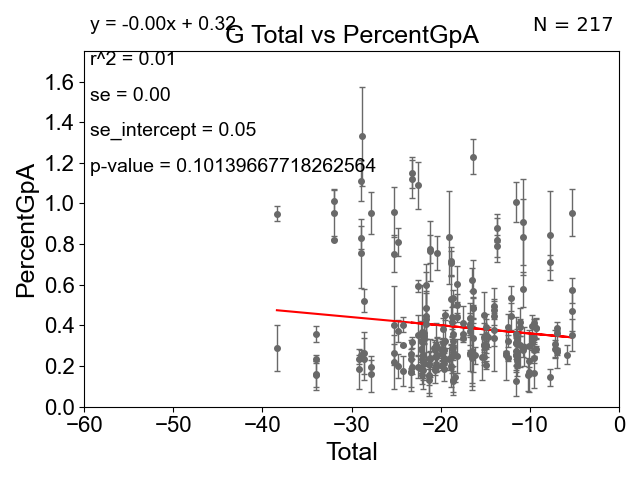 y = -0.00x + 0.32
N = 217
G Total vs PercentGpA
r^2 = 0.01
se = 0.00
se_intercept = 0.05
p-value = 0.10139667718262564
PercentGpA
1.6
1.4
1.2
1.0
0.8
0.6
0.4
0.2
0.0
−60 −50 −40 −30 −20 −10 0
Total